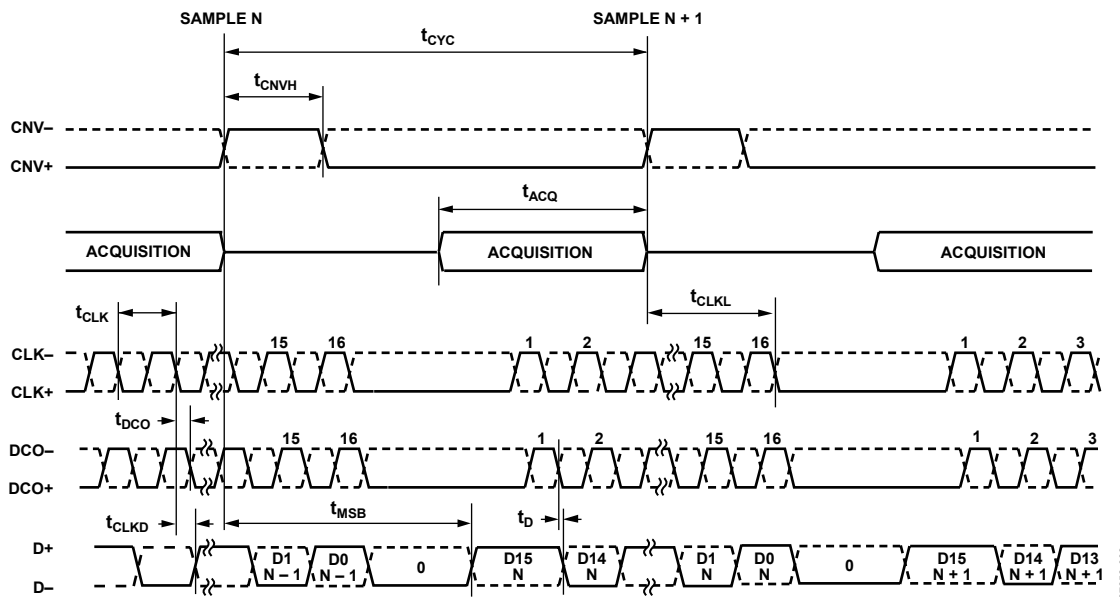 SAMPLE N SAMPLE N + 1
tCYC
tCNVH
CNV–
CNV+
tACQ
ACQUISITION ACQUISITION ACQUISITION
tCLK tCLKL
15 16 1 2 15 16 1 2 3
CLK–
CLK+
tDCO
15 16 1 2 15 16 1 2 3
DCO–
DCO+
tCLKD tMSB tD
D+
D–
D1 N – 1
D0 N – 1
0
D15 N
D14 N
D1 N
D0 N
0
D15 N + 1
D14 N + 1
D13 N + 1